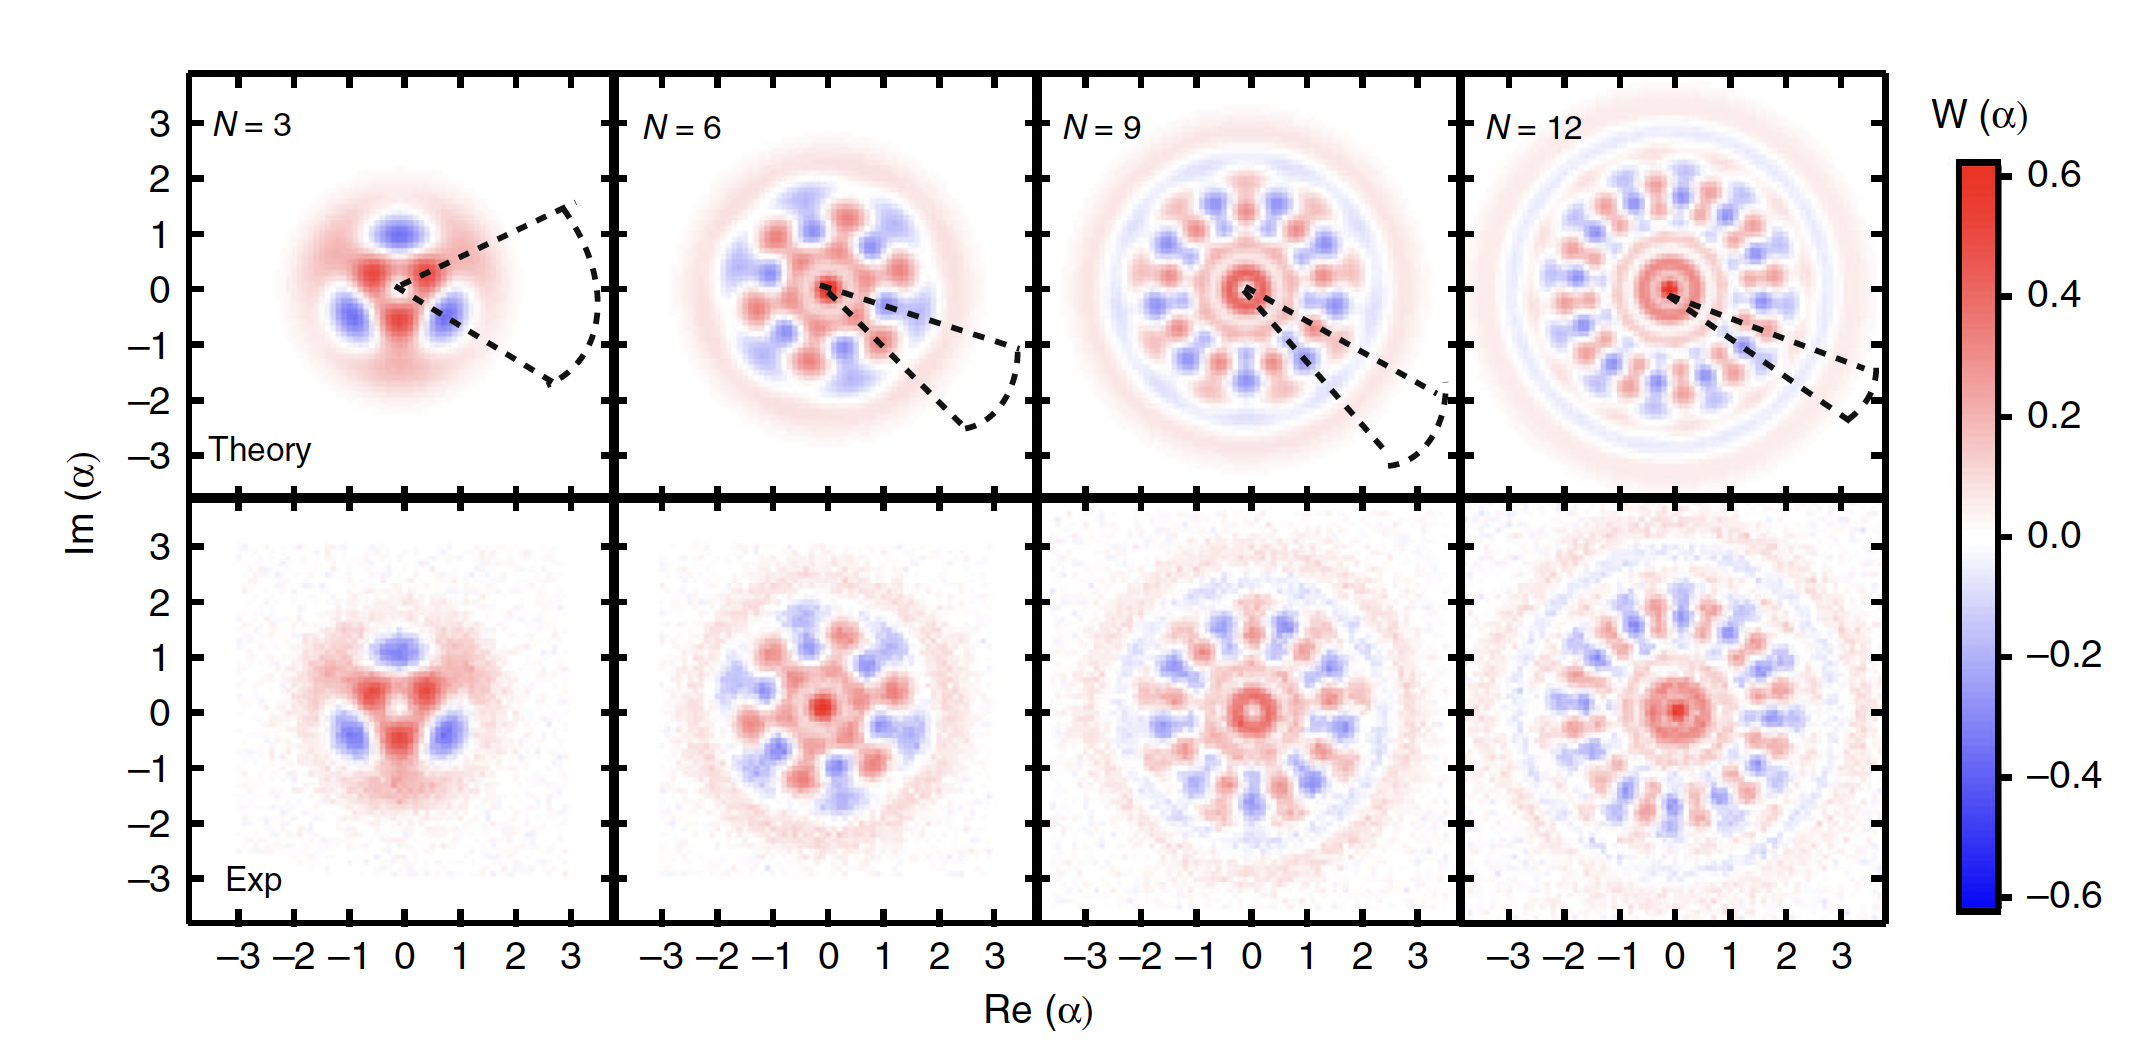 N = 3
N = 6
N = 9
N = 12
W (α)
3
2
1
0
−1
−2
−3
Theory
0.6
0.4
0.2
0.0
−0.2
−0.4
−0.6
Im (α)
3
2
1
0
−1
−2
−3
Exp
−3 −2 −1 0 1 2 3 −3 −2 −1 0 1 2 3 −3 −2 −1 0 1 2 3 −3 −2 −1 0 1 2 3
Re (α)